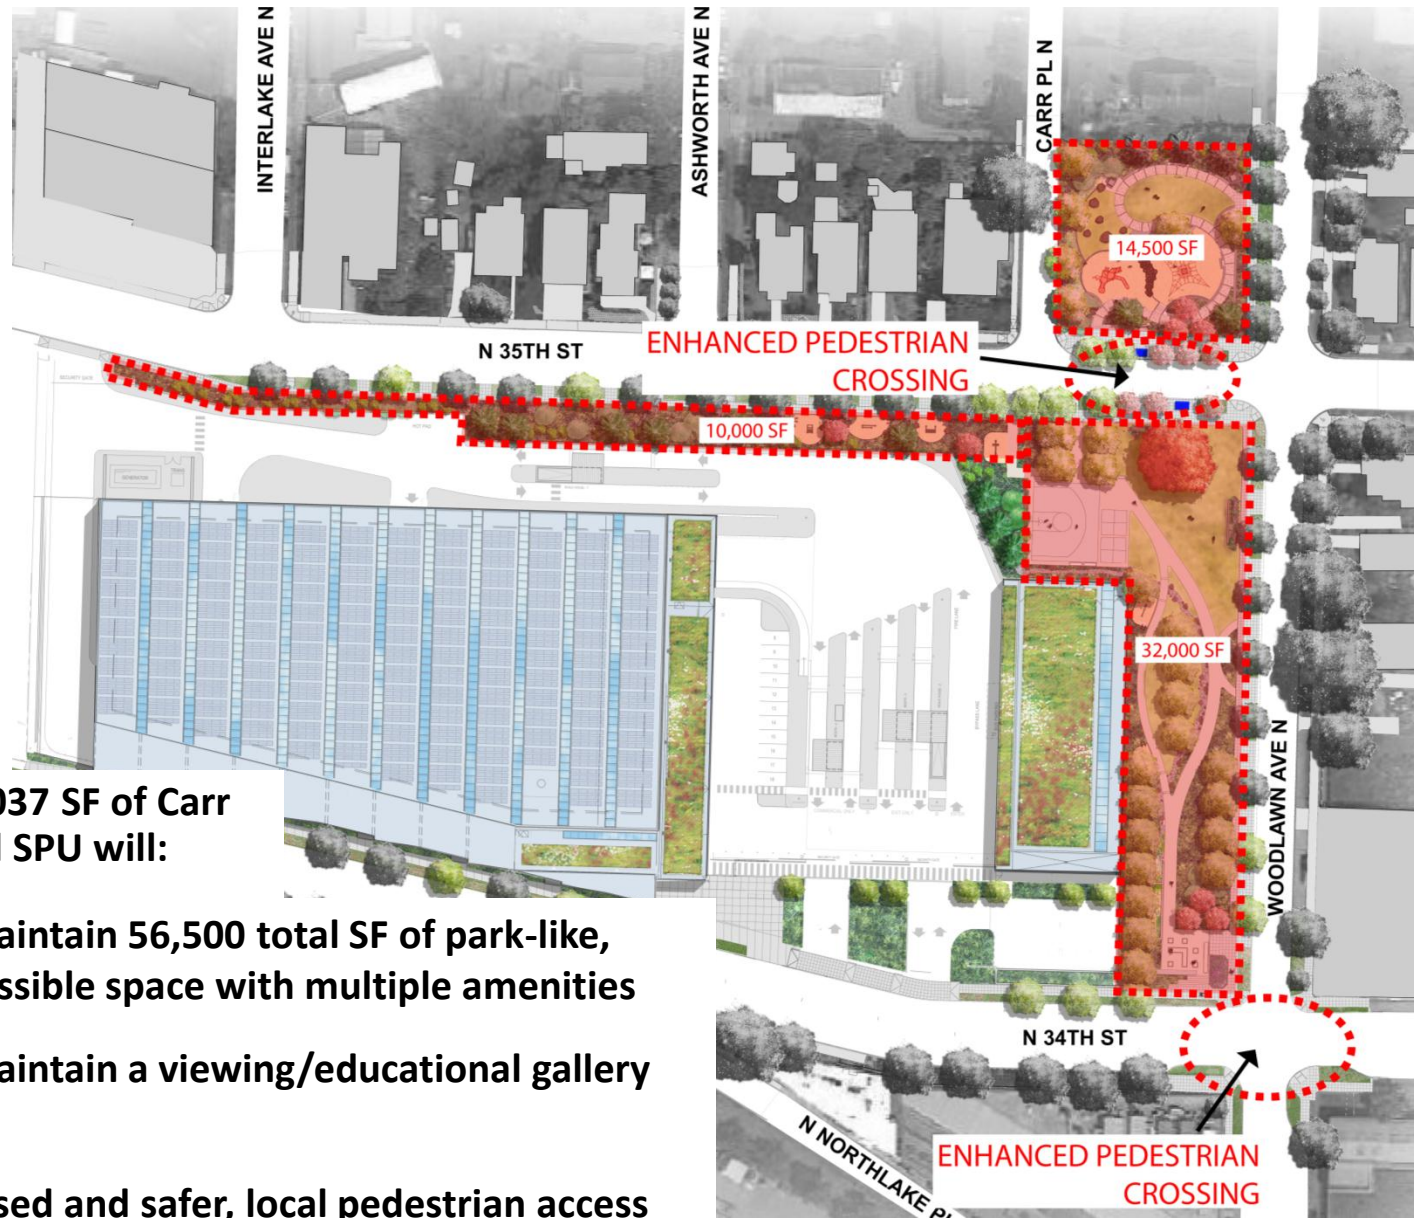 INTERLAKE AVE N
ASHWORTH AVE N
CARR PL N
14,500 SF
N 35TH ST
ENHANCED PEDESTRIAN
CROSSING
10,000 SF
32,000 SF
WOODLAWN AVE N
037 SF of Carr
SPU will:
aintain 56,500 total SF of park-like,
ssible space with multiple amenities
aintain a viewing/educational gallery
sed and safer, local pedestrian access
N 34TH ST
N NORTHLAKE
ENHANCED PEDESTRIAN
CROSSING